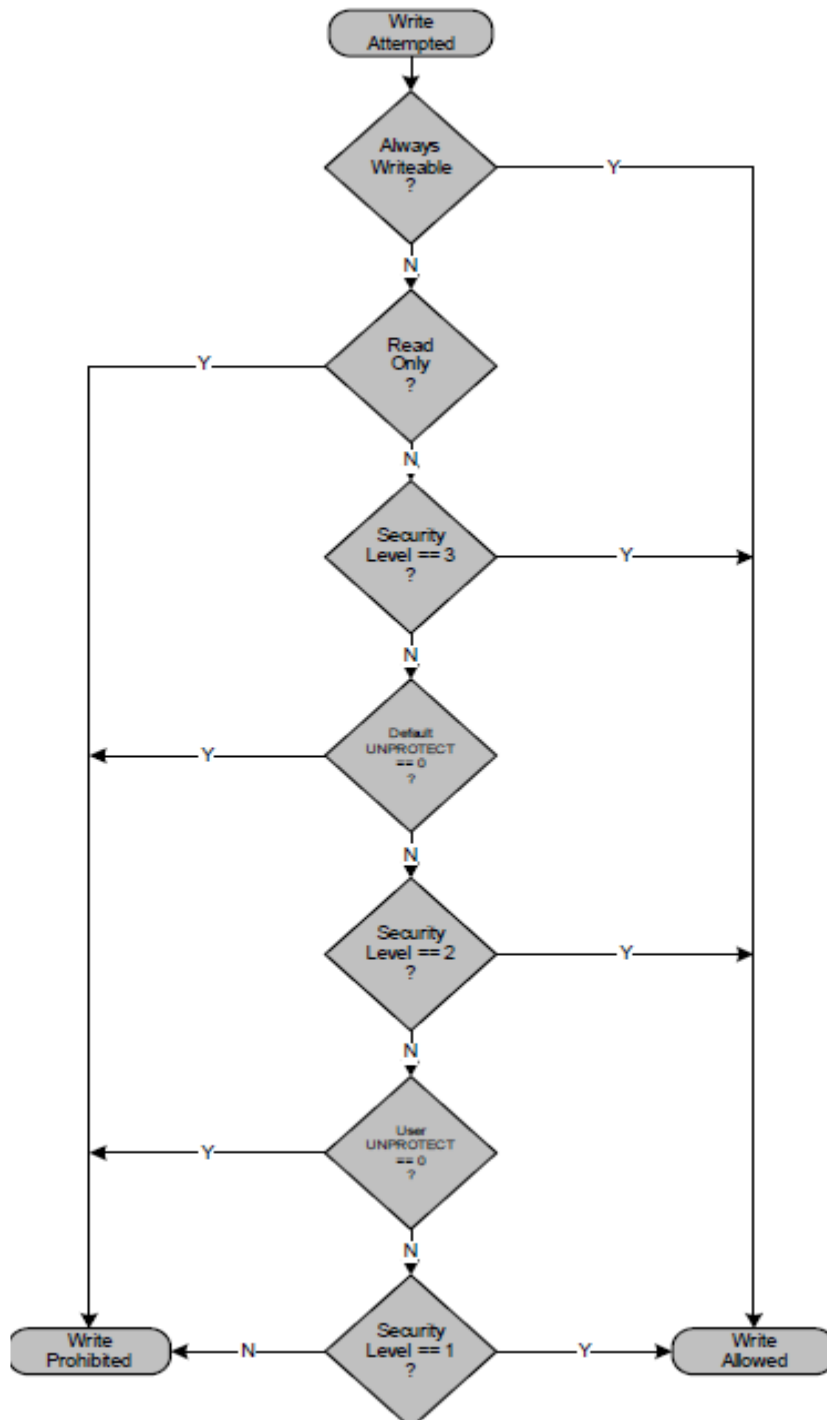 Write
Attempted
Always
Writeable
?
Y
N
Read
Only
?
Y
N
Security
Level == 3
?
Y
N
Default
UNPROTECT
== 0
?
Y
N
Security
Level == 2
?
Y
N
User
UNPROTECT
== 0
?
Y
N
Write
Prohibited
N
Security
Level == 1
?
Y
Write
Allowed